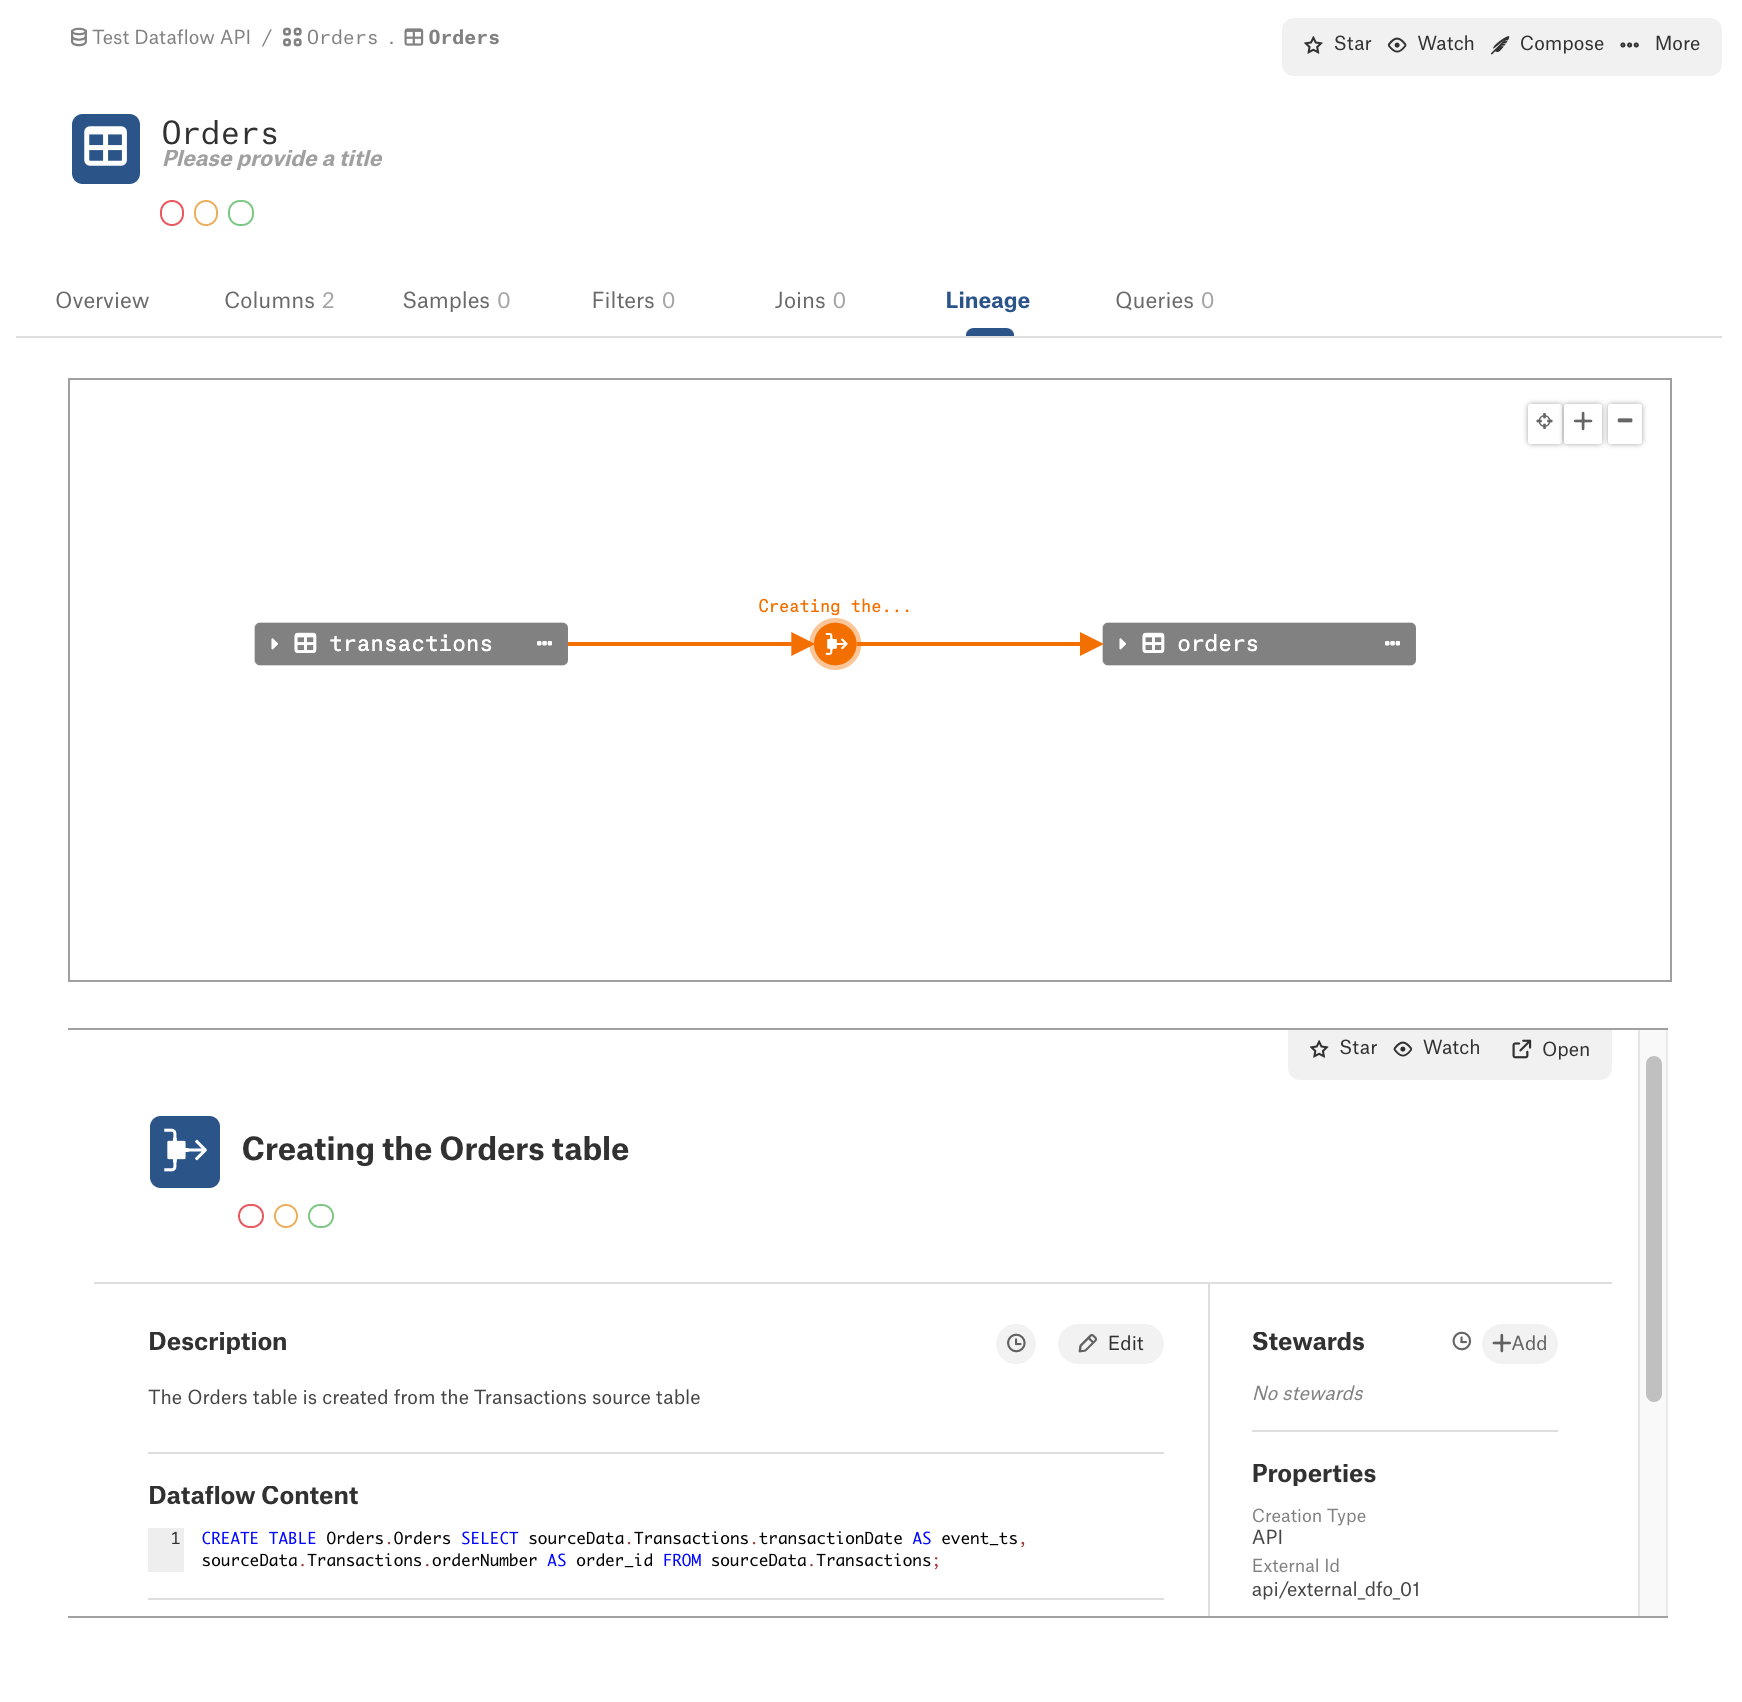 Test Dataflow API / Orders . Orders
Star Watch Compose More
Orders
Please provide a title
Overview Columns 2 Samples 0 Filters 0 Joins 0 Lineage Queries 0
Creating the...
transactions orders
Star Watch Open
Creating the Orders table
Description Edit
The Orders table is created from the Transactions source table
Dataflow Content
1 CREATE TABLE Orders.Orders SELECT sourceData.Transactions.transactionDate AS event_ts,
sourceData.Transactions.orderNumber AS order_id FROM sourceData.Transactions;
Stewards +Add
No stewards
Properties
Creation Type
API
External Id
api/external_dfo_01